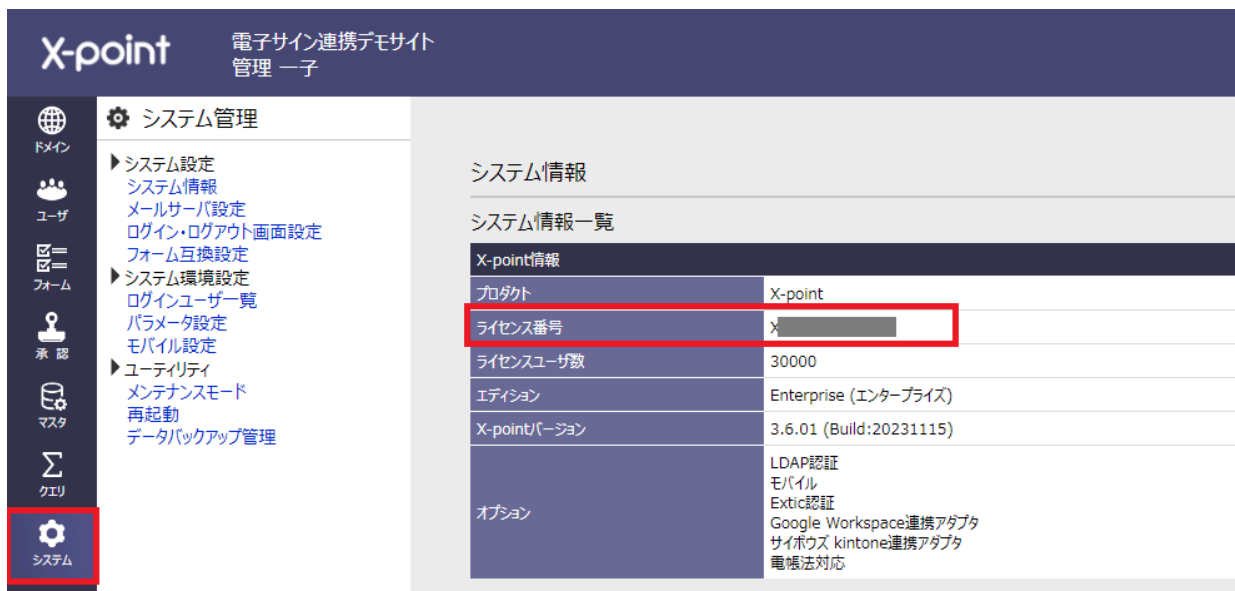 X-point
電子サイン連携デモサイト
管理 一子
ドメイン
ユーザ
フォーム
承 認
マスタ
クエリ
システム
システム管理
システム設定
システム情報
メールサーバ設定
ログイン・ログアウト画面設定
フォーム互換設定
システム環境設定
ログインユーザ一覧
パラメータ設定
モバイル設定
ユーティリティ
メンテナンスモード
再起動
データバックアップ管理
システム情報
システム情報一覧
X-point情報
プロダクト X-point
ライセンス番号 X
ライセンスユーザ数 30000
エディション Enterprise (エンタープライズ)
X-pointバージョン 3.6.01 (Build:20231115)
オプション
LDAP認証
モバイル
Extic認証
Google Workspace連携アダプタ
サイボウズ kintone連携アダプタ
電帳法対応